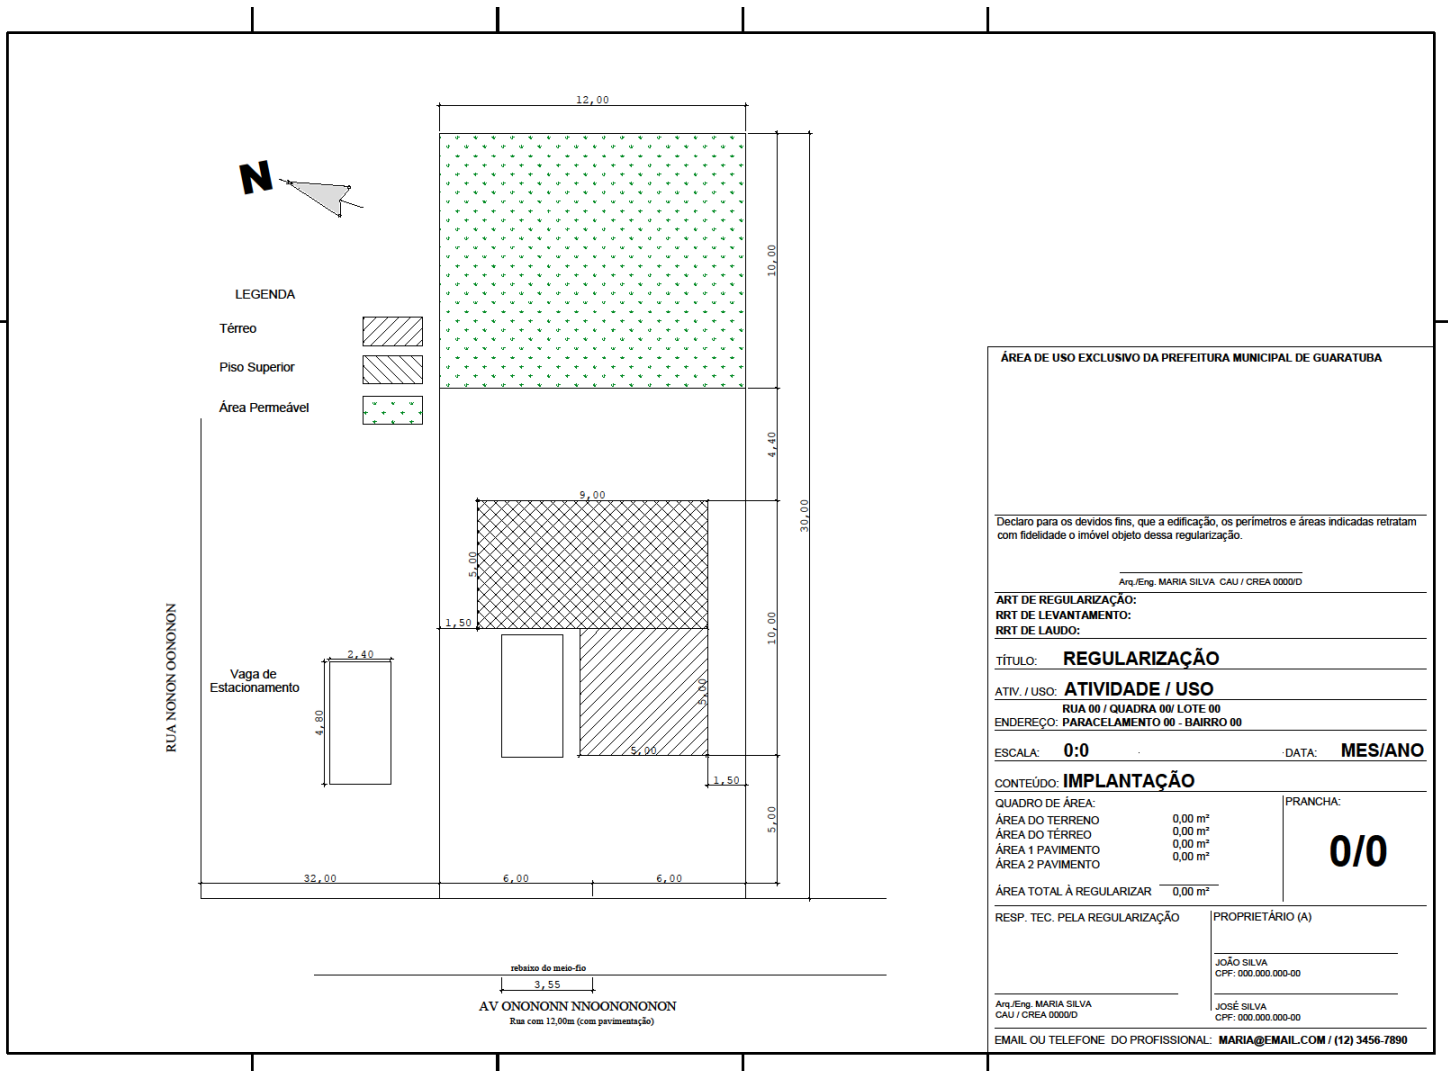 12,00
N
10,00
LEGENDA
Térreo
Piso Superior
Área Permeável
4,40
9,00
30,00
5,00
1,50
10,00
RUA NONON OONONON
Vaga de
Estacionamento
2,40
4,80
5,00
5,00
1,50
5,00
32,00
6,00
6,00
rebaixo do meio-fio
3,55
AV ONONONN NNOONONONON
Rua com 12,00m (com pavimentação)
ÁREA DE USO EXCLUSIVO DA PREFEITURA MUNICIPAL DE GUARATUBA
Declaro para os devidos fins, que a edificação, os perímetros e áreas indicadas retratam
com fidelidade o imóvel objeto dessa regularização.
Arq./Eng. MARIA SILVA CAU / CREA 0000/D
ART DE REGULARIZAÇÃO:
RRT DE LEVANTAMENTO:
RRT DE LAUDO:
TÍTULO: REGULARIZAÇÃO
ATIV. / USO: ATIVIDADE / USO
RUA 00 / QUADRA 00/ LOTE 00
ENDEREÇO: PARACELAMENTO 00 - BAIRRO 00
ESCALA: 0:0 DATA: MES/ANO
CONTEÚDO: IMPLANTAÇÃO
QUADRO DE ÁREA:
ÁREA DO TERRENO 0,00 m²
ÁREA DO TÉRREO 0,00 m²
ÁREA 1 PAVIMENTO 0,00 m²
ÁREA 2 PAVIMENTO 0,00 m²
ÁREA TOTAL À REGULARIZAR 0,00 m²
PRANCHA:
0/0
RESP. TEC. PELA REGULARIZAÇÃO
Arq./Eng. MARIA SILVA
CAU / CREA 0000/D
PROPRIETÁRIO (A)
JOÃO SILVA
CPF: 000.000.000-00
JOSÉ SILVA
CPF: 000.000.000-00
EMAIL OU TELEFONE DO PROFISSIONAL: MARIA@EMAIL.COM / (12) 3456-7890